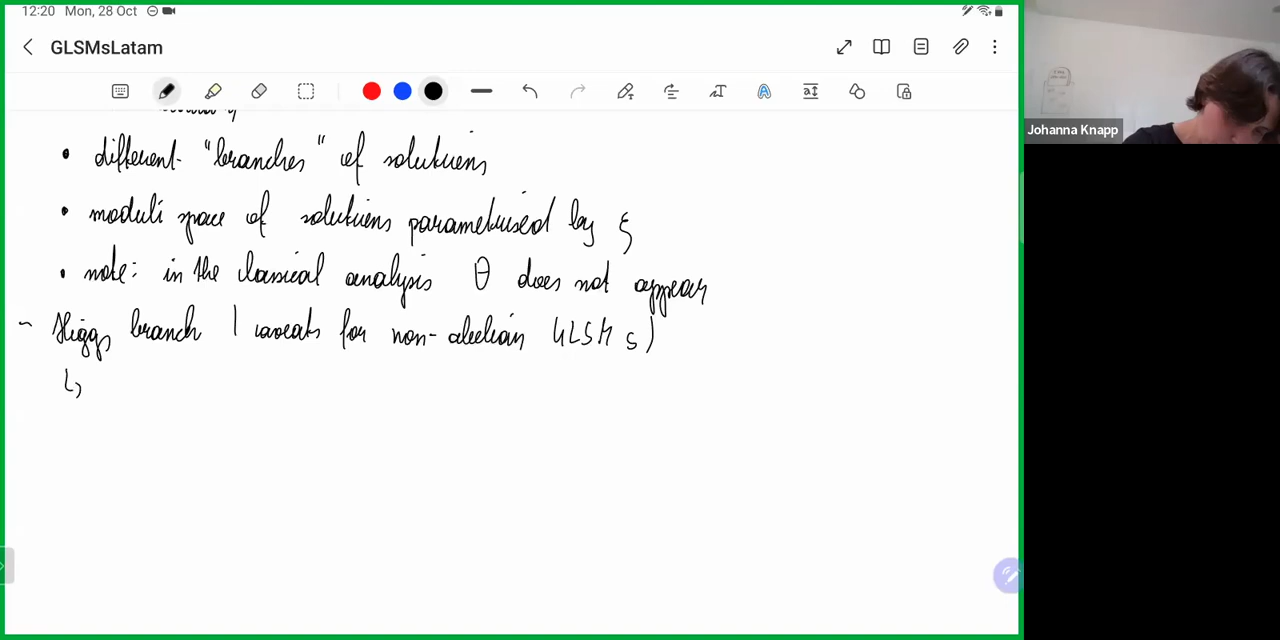 12:20 Mon, 28 Oct
GLSMsLatam
Johanna Knapp
• different "branches" of solutions
• moduli space of solutions parametrised by ξ
• note: in the classical analysis θ does not appear
- Higgs branch (caveats for non-abelian GLSMs)
↳